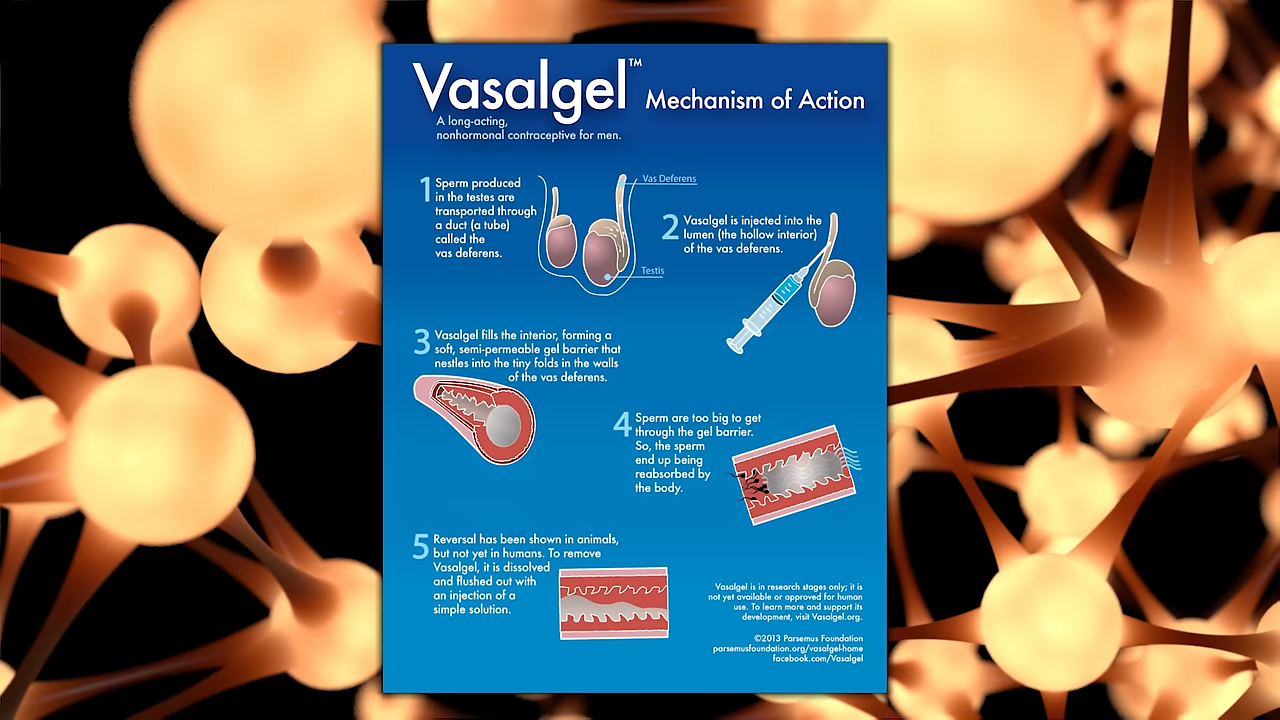 Vasalgel™ Mechanism of Action
A long-acting,
nonhormonal contraceptive for men.
1 Sperm produced
in the testes are
transported through
a duct (a tube)
called the
vas deferens.
Vas Deferens
Testis
2 Vasalgel is injected into the
lumen (the hollow interior)
of the vas deferens.
3 Vasalgel fills the interior, forming a
soft, semi-permeable gel barrier that
nestles into the tiny folds in the walls
of the vas deferens.
4 Sperm are too big to get
through the gel barrier.
So, the sperm
end up being
reabsorbed by
the body.
5 Reversal has been shown in animals,
but not yet in humans. To remove
Vasalgel, it is dissolved
and flushed out with
an injection of a
simple solution.
Vasalgel is in research stages only; it is
not yet available or approved for human
use. To learn more and support its
development, visit Vasalgel.org.
©2013 Parsemus Foundation
parsemusfoundation.org/vasalgel-home
facebook.com/Vasalgel